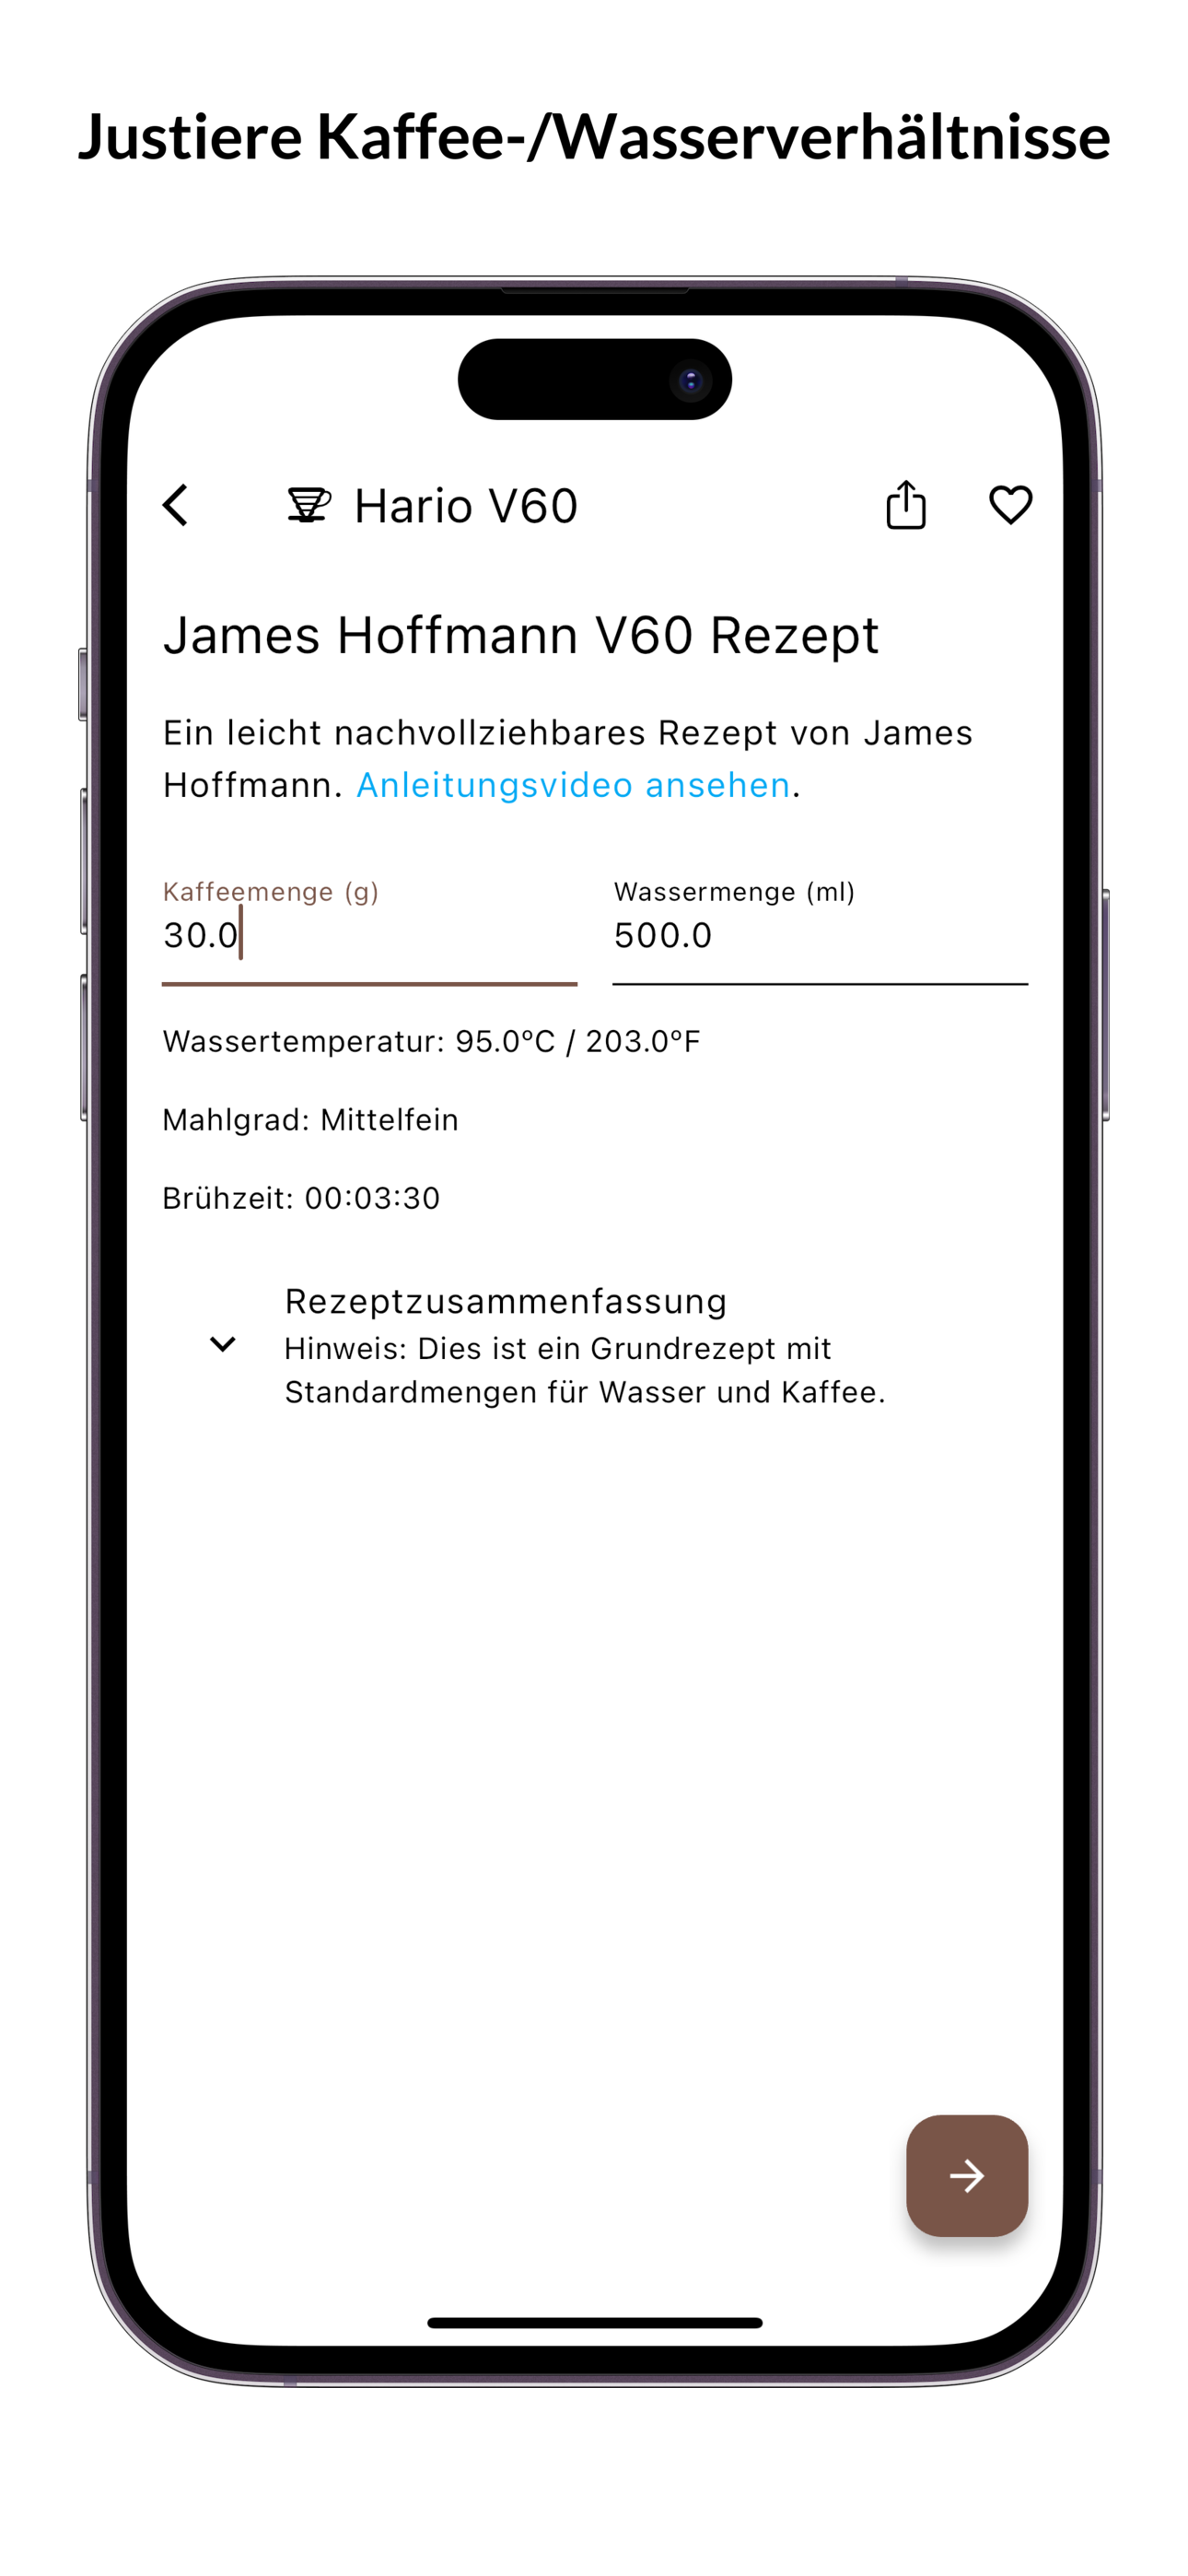 Justiere Kaffee-/Wasserverhältnisse
Hario V60
James Hoffmann V60 Rezept
Ein leicht nachvollziehbares Rezept von James
Hoffmann. Anleitungsvideo ansehen.
Kaffeemenge (g)
30.0
Wassermenge (ml)
500.0
Wassertemperatur: 95.0ºC / 203.0ºF
Mahlgrad: Mittelfein
Brühzeit: 00:03:30
Rezeptzusammenfassung
Hinweis: Dies ist ein Grundrezept mit
Standardmengen für Wasser und Kaffee.